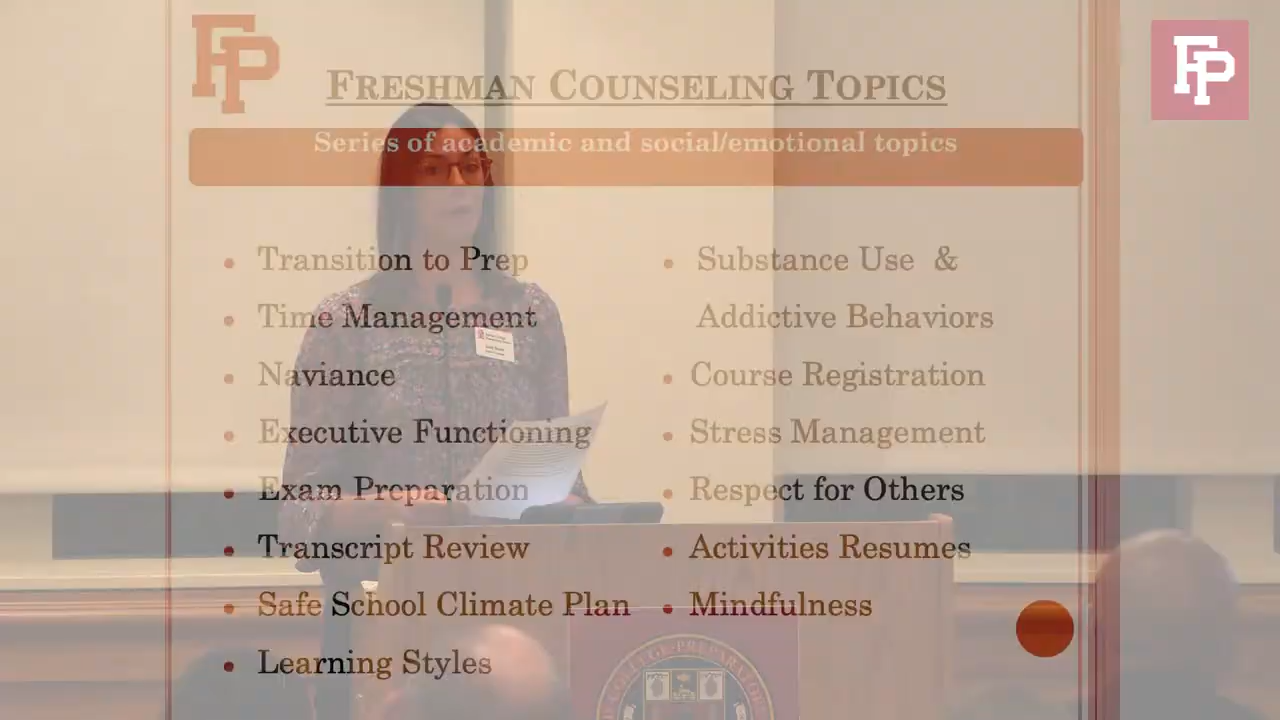 FP
FP
FRESHMAN COUNSELING TOPICS
Series of academic and social/emotional topics
• Transition to Prep
• Time Management
• Naviance
• Executive Functioning
• Exam Preparation
• Transcript Review
• Safe School Climate Plan
• Learning Styles
• Substance Use &
Addictive Behaviors
• Course Registration
• Stress Management
• Respect for Others
• Activities Resumes
• Mindfulness
COLLEGE PREPARATO